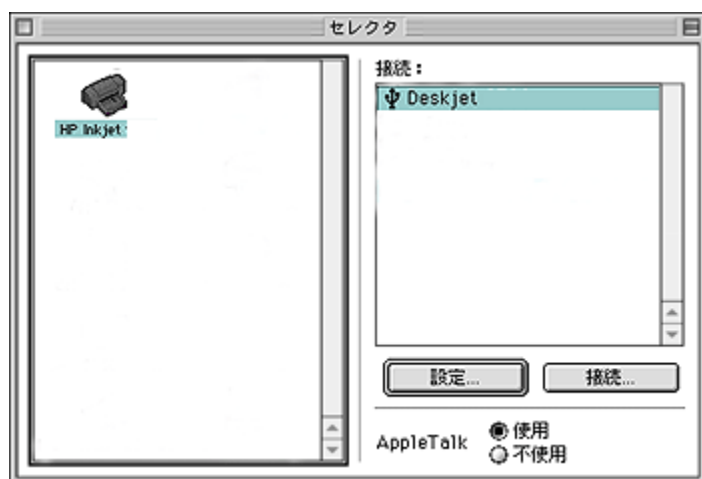 セレクタ
HP Inkjet
接続：
Deskjet
設定...
接続...
AppleTalk
使用
不使用